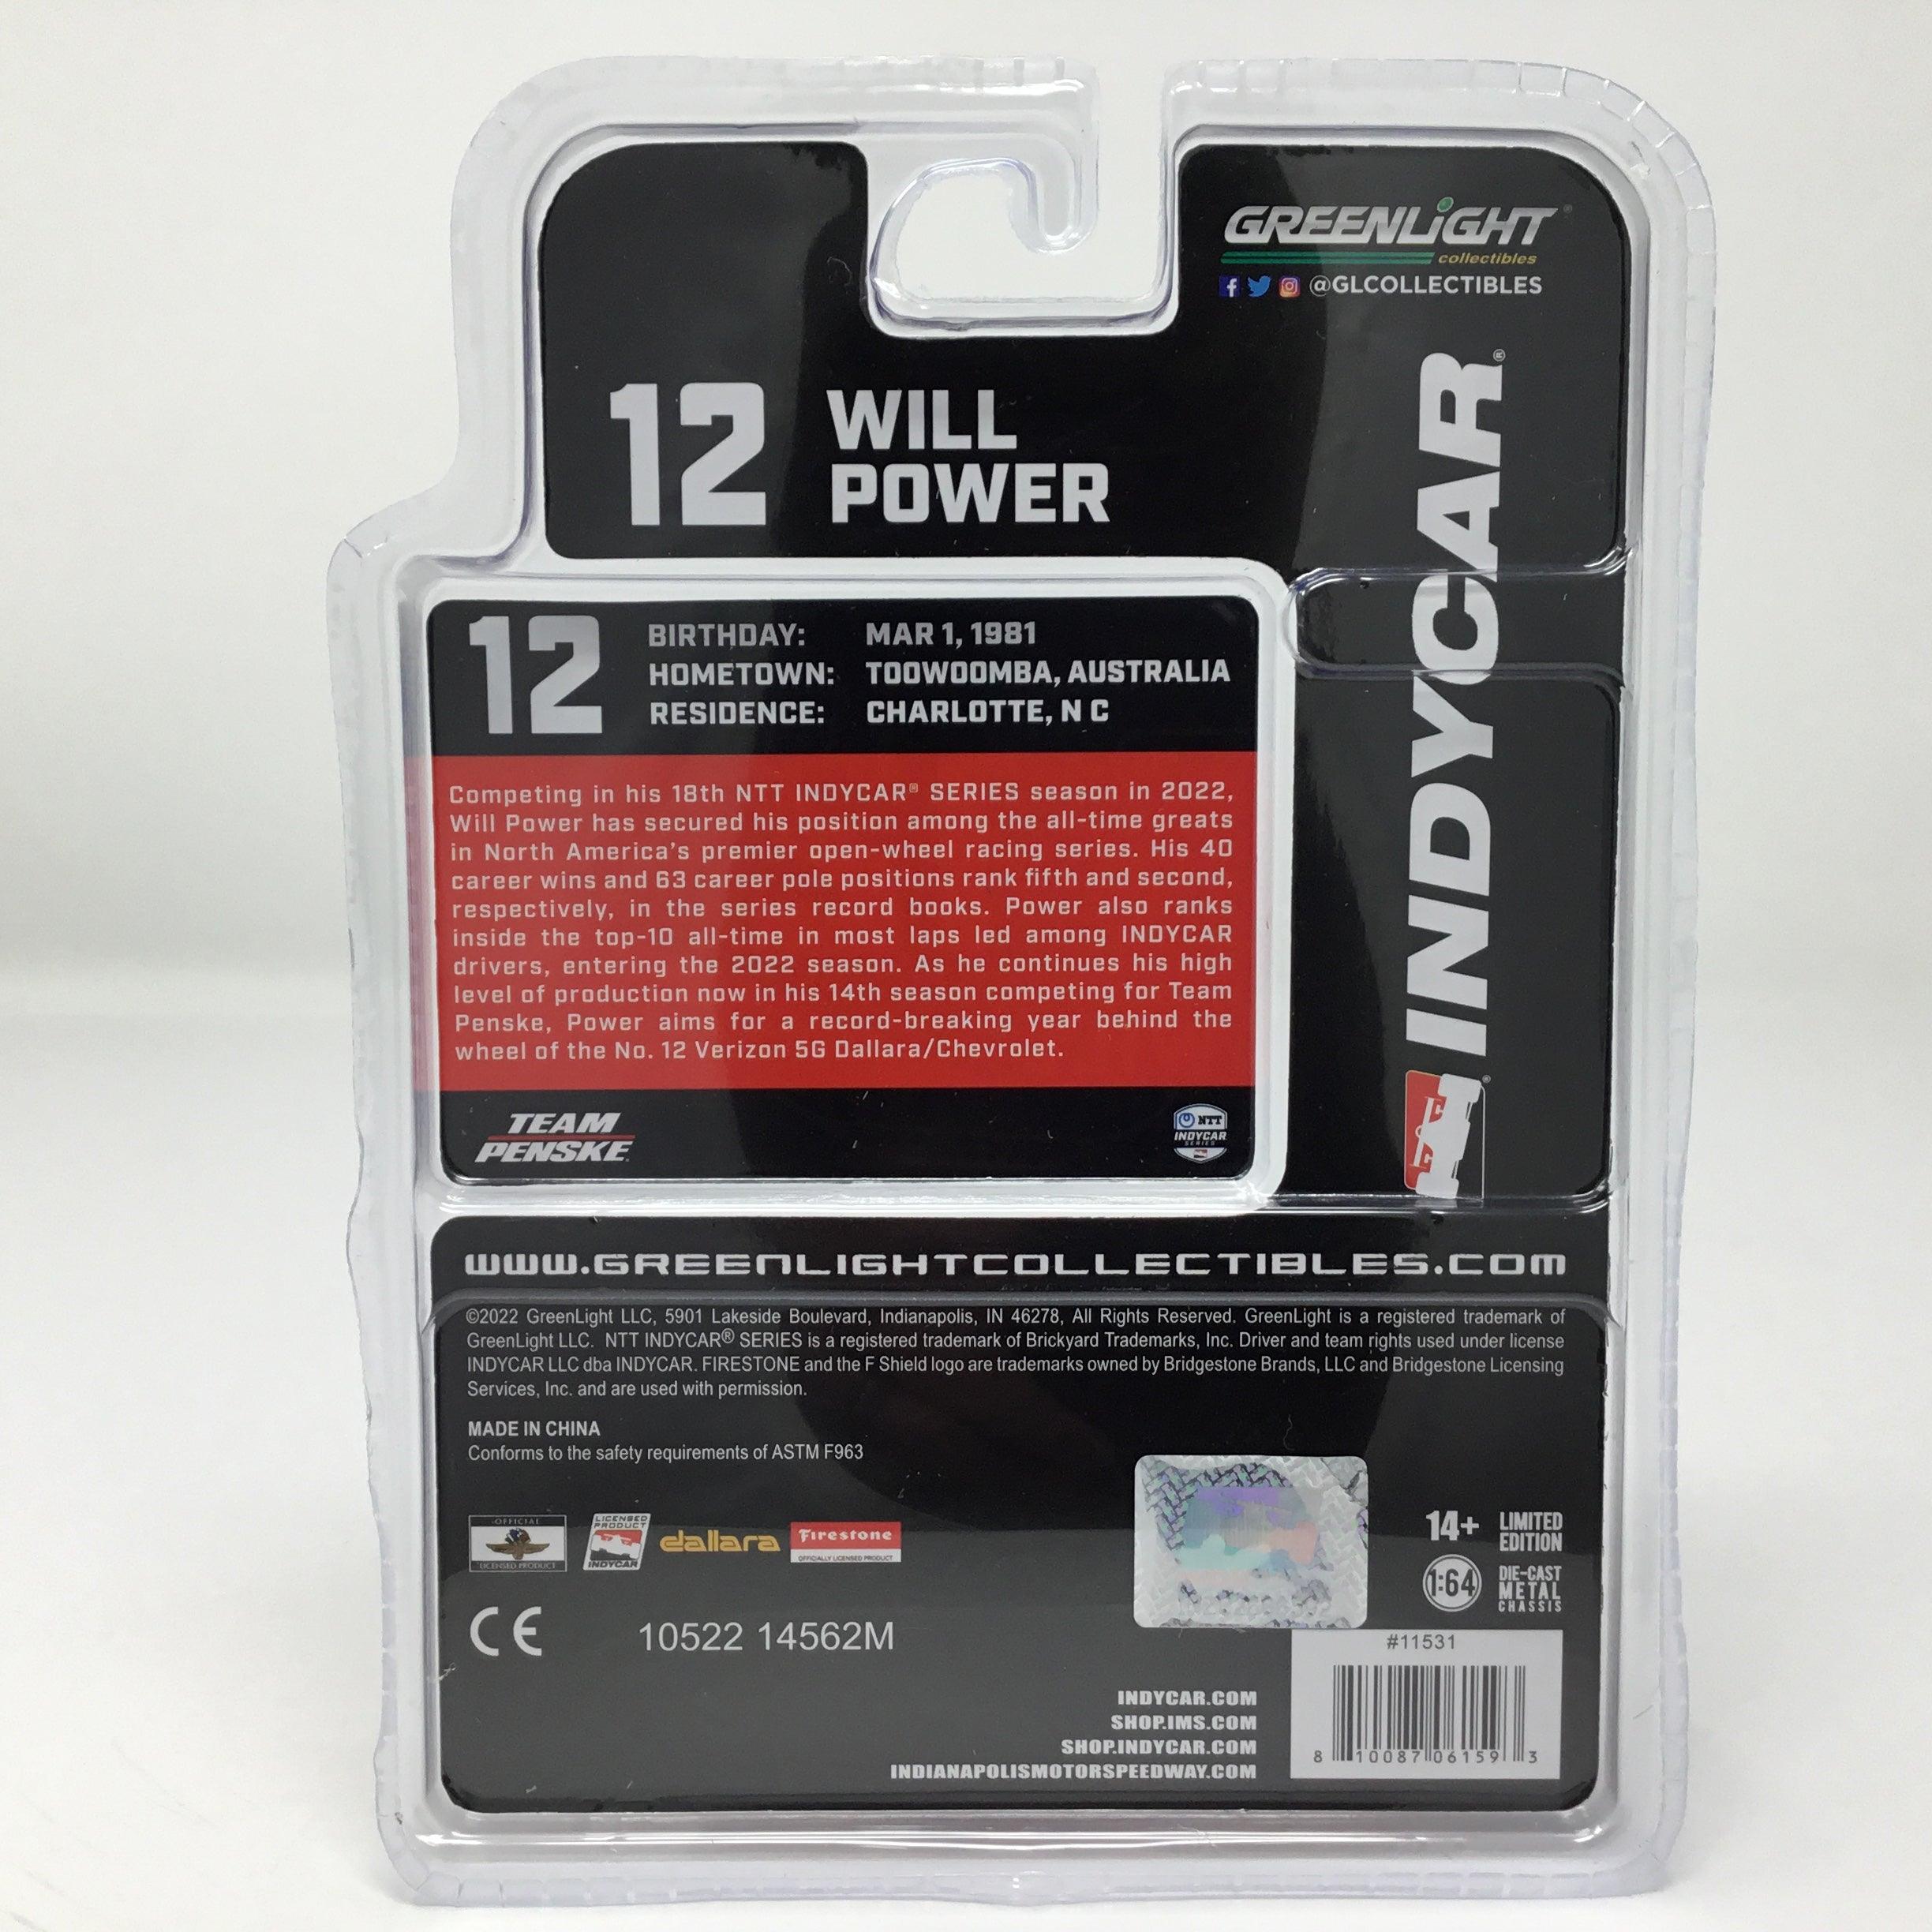 GREENLiGHT®
collectibles
@GLCOLLECTIBLES
12 WILL
POWER
INDYCAR®
12
BIRTHDAY: MAR 1, 1981
HOMETOWN: TOOWOOMBA, AUSTRALIA
RESIDENCE: CHARLOTTE, N C
Competing in his 18th NTT INDYCAR® SERIES season in 2022,
Will Power has secured his position among the all-time greats
in North America's premier open-wheel racing series. His 40
career wins and 63 career pole positions rank fifth and second,
respectively, in the series record books. Power also ranks
inside the top-10 all-time in most laps led among INDYCAR
drivers, entering the 2022 season. As he continues his high
level of production now in his 14th season competing for Team
Penske, Power aims for a record-breaking year behind the
wheel of the No. 12 Verizon 5G Dallara/Chevrolet.
TEAM
PENSKE
NTT
INDYCAR
SERIES
WWW.GREENLIGHTCOLLECTIBLES.COM
©2022 GreenLight LLC, 5901 Lakeside Boulevard, Indianapolis, IN 46278, All Rights Reserved. GreenLight is a registered trademark of
GreenLight LLC. NTT INDYCAR® SERIES is a registered trademark of Brickyard Trademarks, Inc. Driver and team rights used under license
INDYCAR LLC dba INDYCAR. FIRESTONE and the F Shield logo are trademarks owned by Bridgestone Brands, LLC and Bridgestone Licensing
Services, Inc. and are used with permission.
MADE IN CHINA
Conforms to the safety requirements of ASTM F963
OFFICIAL
LICENSED PRODUCT
LICENSED
PRODUCT
INDYCAR
dallara
Firestone
OFFICIALLY LICENSED PRODUCT
14+ LIMITED
EDITION
1:64 DIE-CAST
METAL
CHASSIS
CE 10522 14562M
#11531
8 10087 06159 3
INDYCAR.COM
SHOP.IMS.COM
SHOP.INDYCAR.COM
INDIANAPOLISMOTORSPEEDWAY.COM